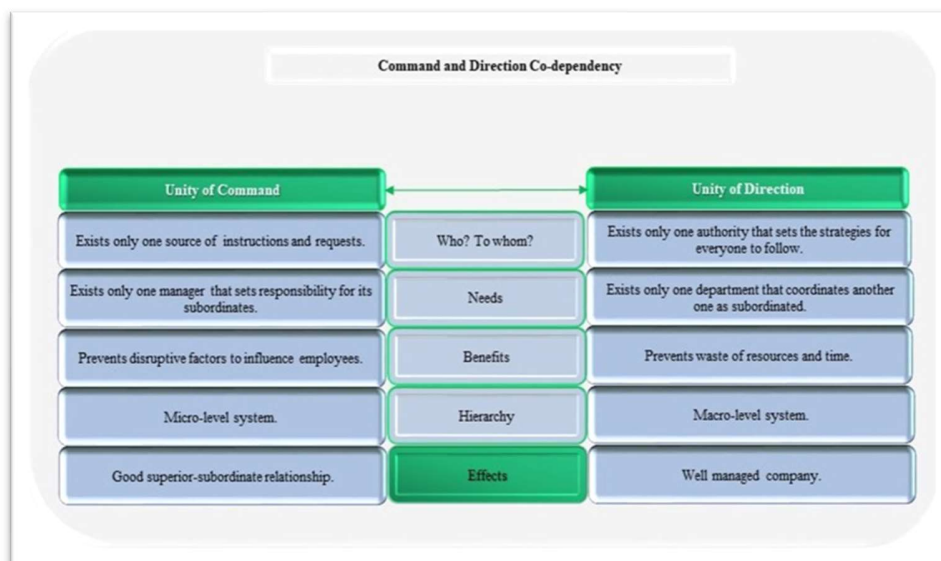 Command and Direction Co-dependency
Unity of Command
Unity of Direction
Exists only one source of instructions and requests.
Who? To whom?
Exists only one authority that sets the strategies for
everyone to follow.
Exists only one manager that sets responsibility for its
subordinates.
Needs
Exists only one department that coordinates another
one as subordinated.
Prevents disruptive factors to influence employees.
Benefits
Prevents waste of resources and time.
Micro-level system.
Hierarchy
Macro-level system.
Good superior-subordinate relationship.
Effects
Well managed company.